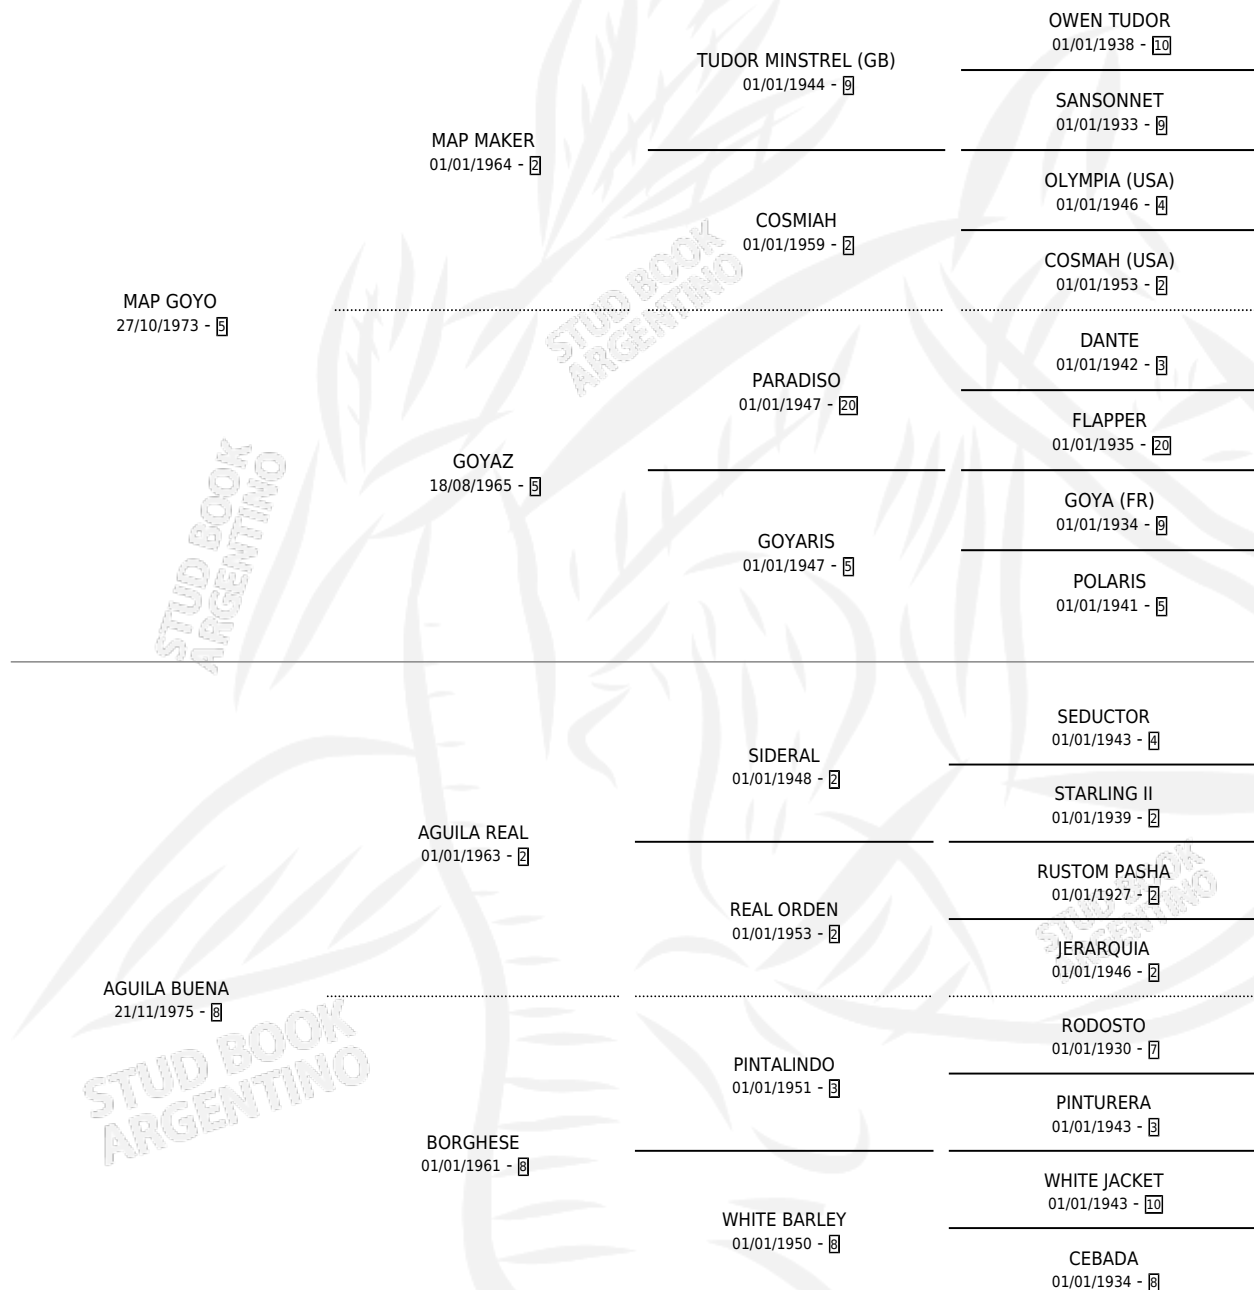 OWEN TUDOR
01/01/1938 - 10
TUDOR MINSTREL (GB)
01/01/1944 - 9
SANSONNET
01/01/1933 - 9
MAP MAKER
01/01/1964 - 2
OLYMPIA (USA)
01/01/1946 - 4
COSMIAH
01/01/1959 - 2
COSMAH (USA)
01/01/1953 - 2
MAP GOYO
27/10/1973 - 5
DANTE
01/01/1942 - 3
PARADISO
01/01/1947 - 20
FLAPPER
01/01/1935 - 20
GOYAZ
18/08/1965 - 5
GOYA (FR)
01/01/1934 - 9
GOYARIS
01/01/1947 - 5
POLARIS
01/01/1941 - 5
STUD BOOK
ARGENTINO
STUD BOOK
ARGENTINO
SEDUCTOR
01/01/1943 - 4
SIDERAL
01/01/1948 - 2
STARLING II
01/01/1939 - 2
AGUILA REAL
01/01/1963 - 2
RUSTOM PASHA
01/01/1927 - 2
REAL ORDEN
01/01/1953 - 2
JERARQUIA
01/01/1946 - 2
AGUILA BUENA
21/11/1975 - 8
RODOSTO
01/01/1930 - 7
PINTALINDO
01/01/1951 - 3
PINTURERA
01/01/1943 - 3
BORGHESE
01/01/1961 - 8
WHITE JACKET
01/01/1943 - 10
WHITE BARLEY
01/01/1950 - 8
CEBADA
01/01/1934 - 8
STUD BOOK
ARGENTINO
STUD BOOK
ARGENTINO